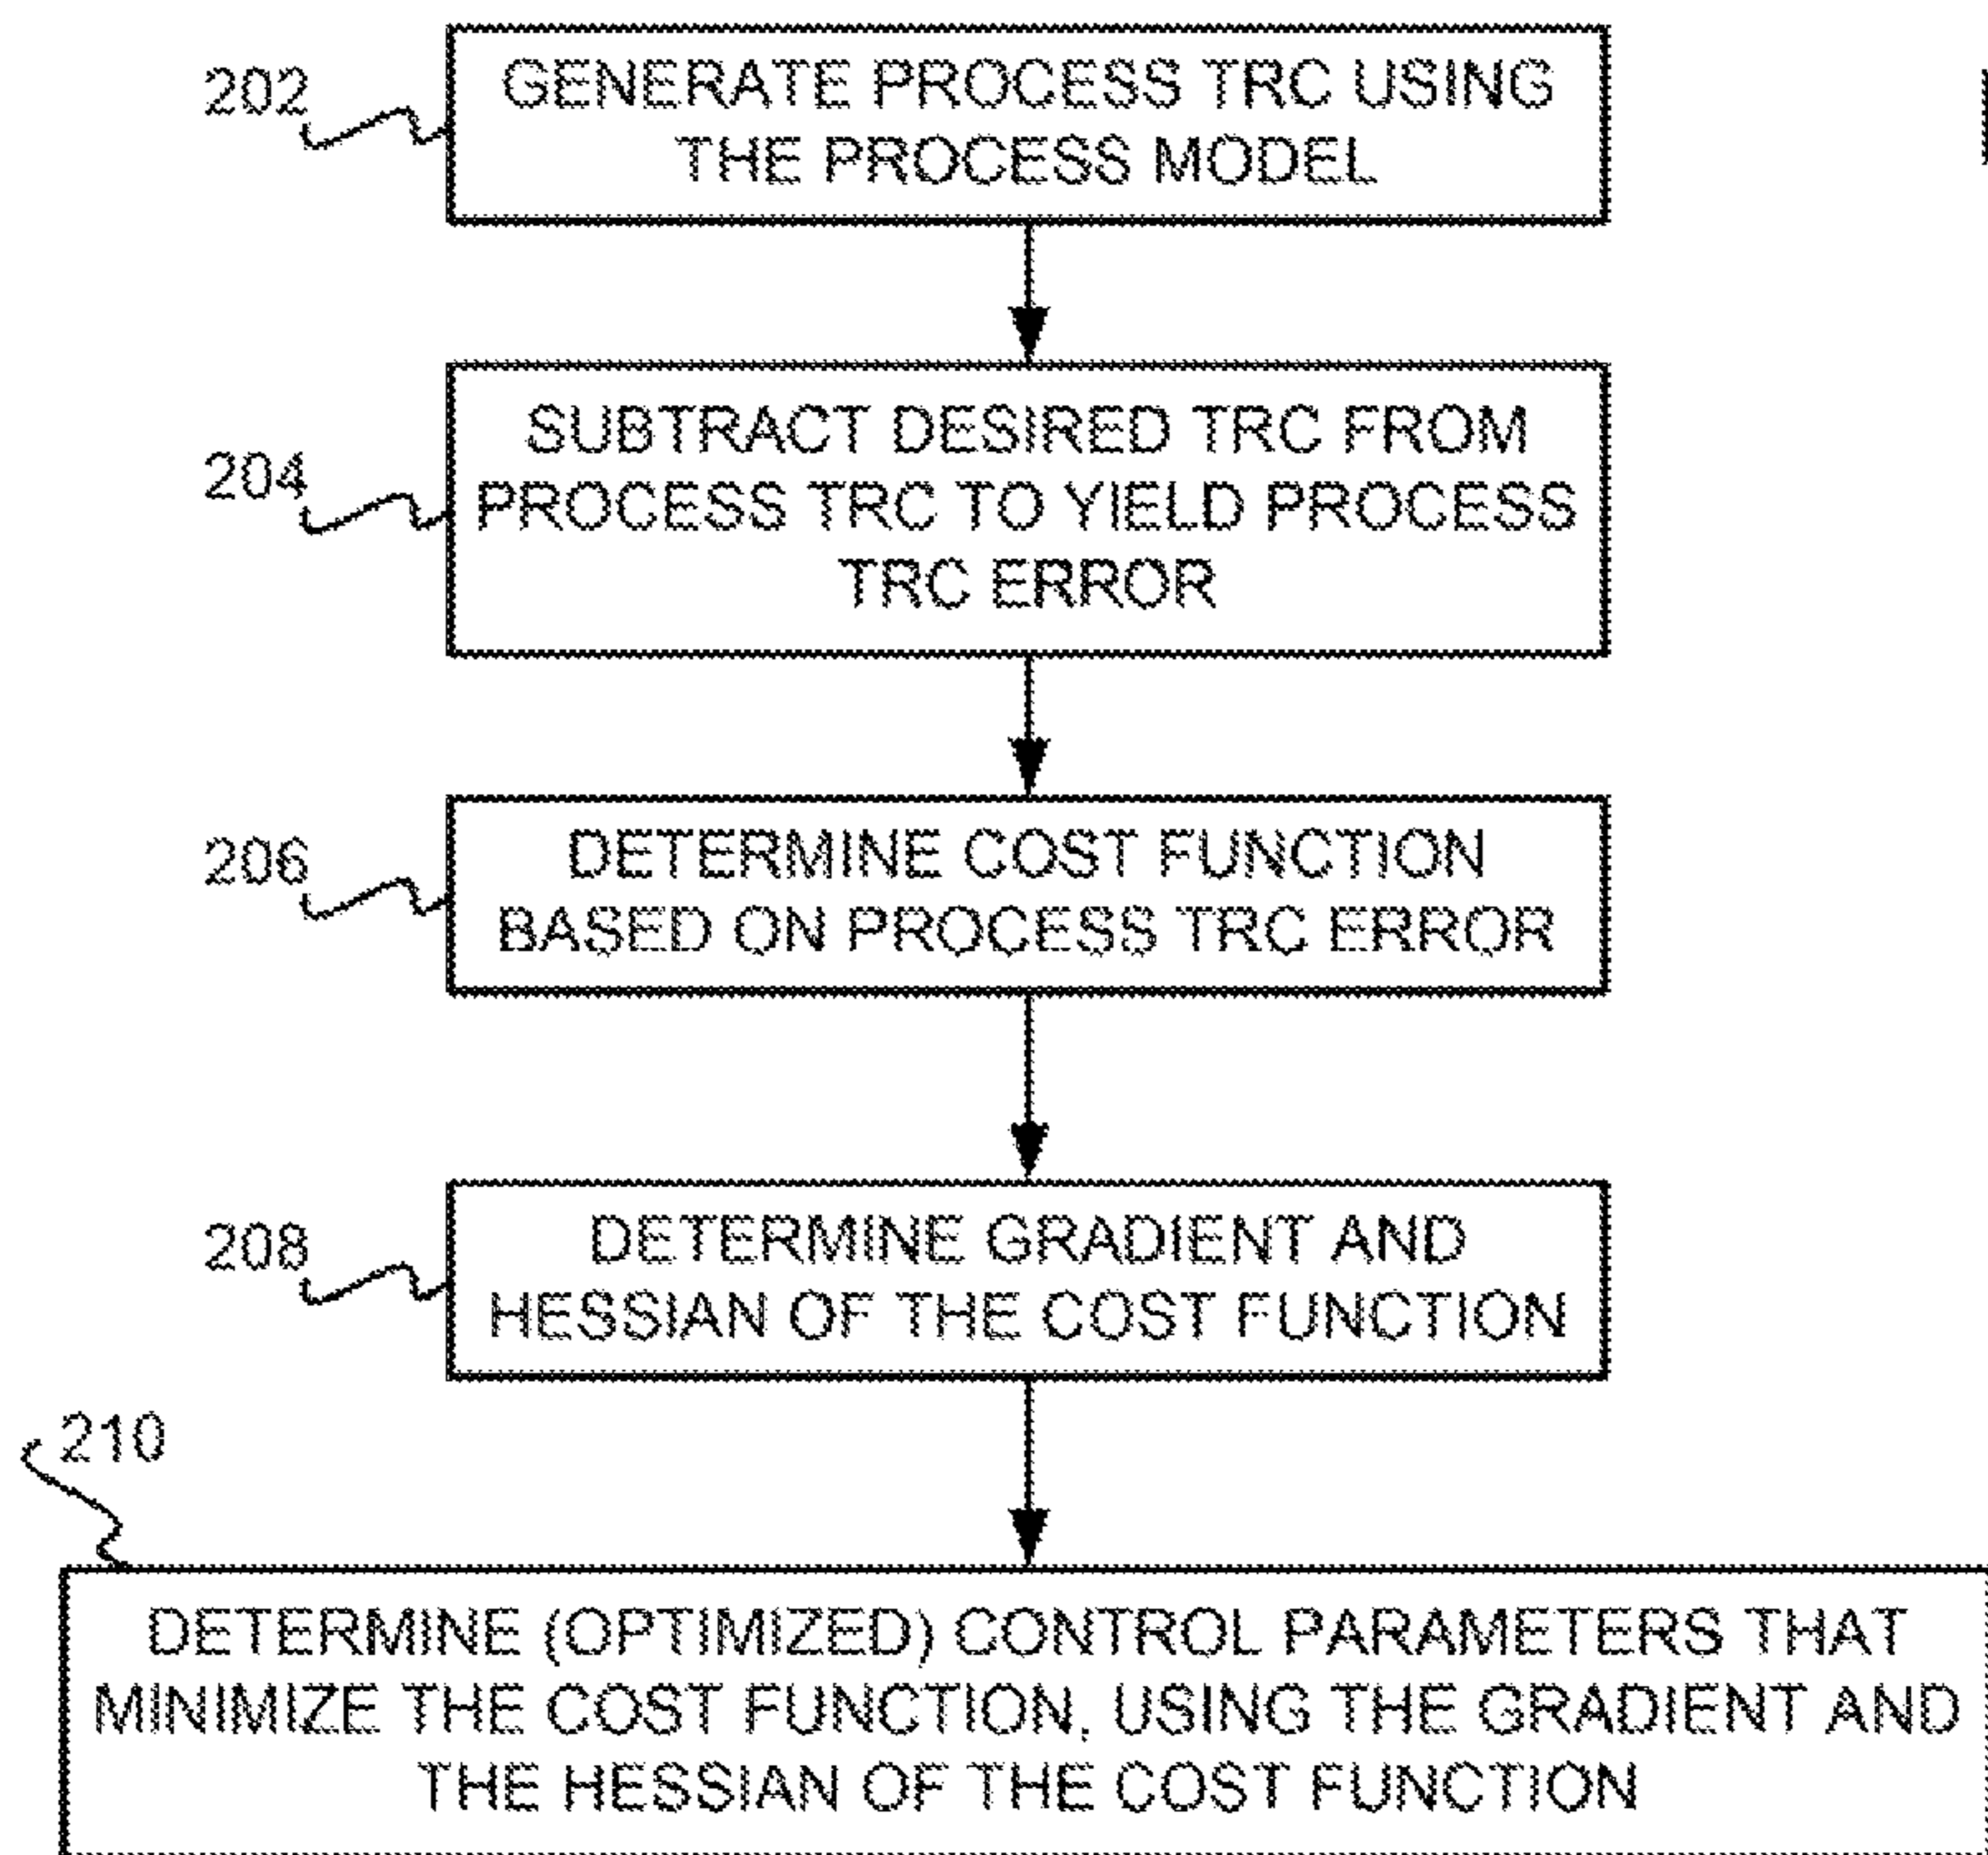 202
GENERATE PROCESS TRC USING
THE PROCESS MODEL
204
SUBTRACT DESIRED TRC FROM
PROCESS TRC TO YIELD PROCESS
TRC ERROR
206
DETERMINE COST FUNCTION
BASED ON PROCESS TRC ERROR
208
DETERMINE GRADIENT AND
HESSIAN OF THE COST FUNCTION
210
DETERMINE (OPTIMIZED) CONTROL PARAMETERS THAT
MINIMIZE THE COST FUNCTION, USING THE GRADIENT AND
THE HESSIAN OF THE COST FUNCTION